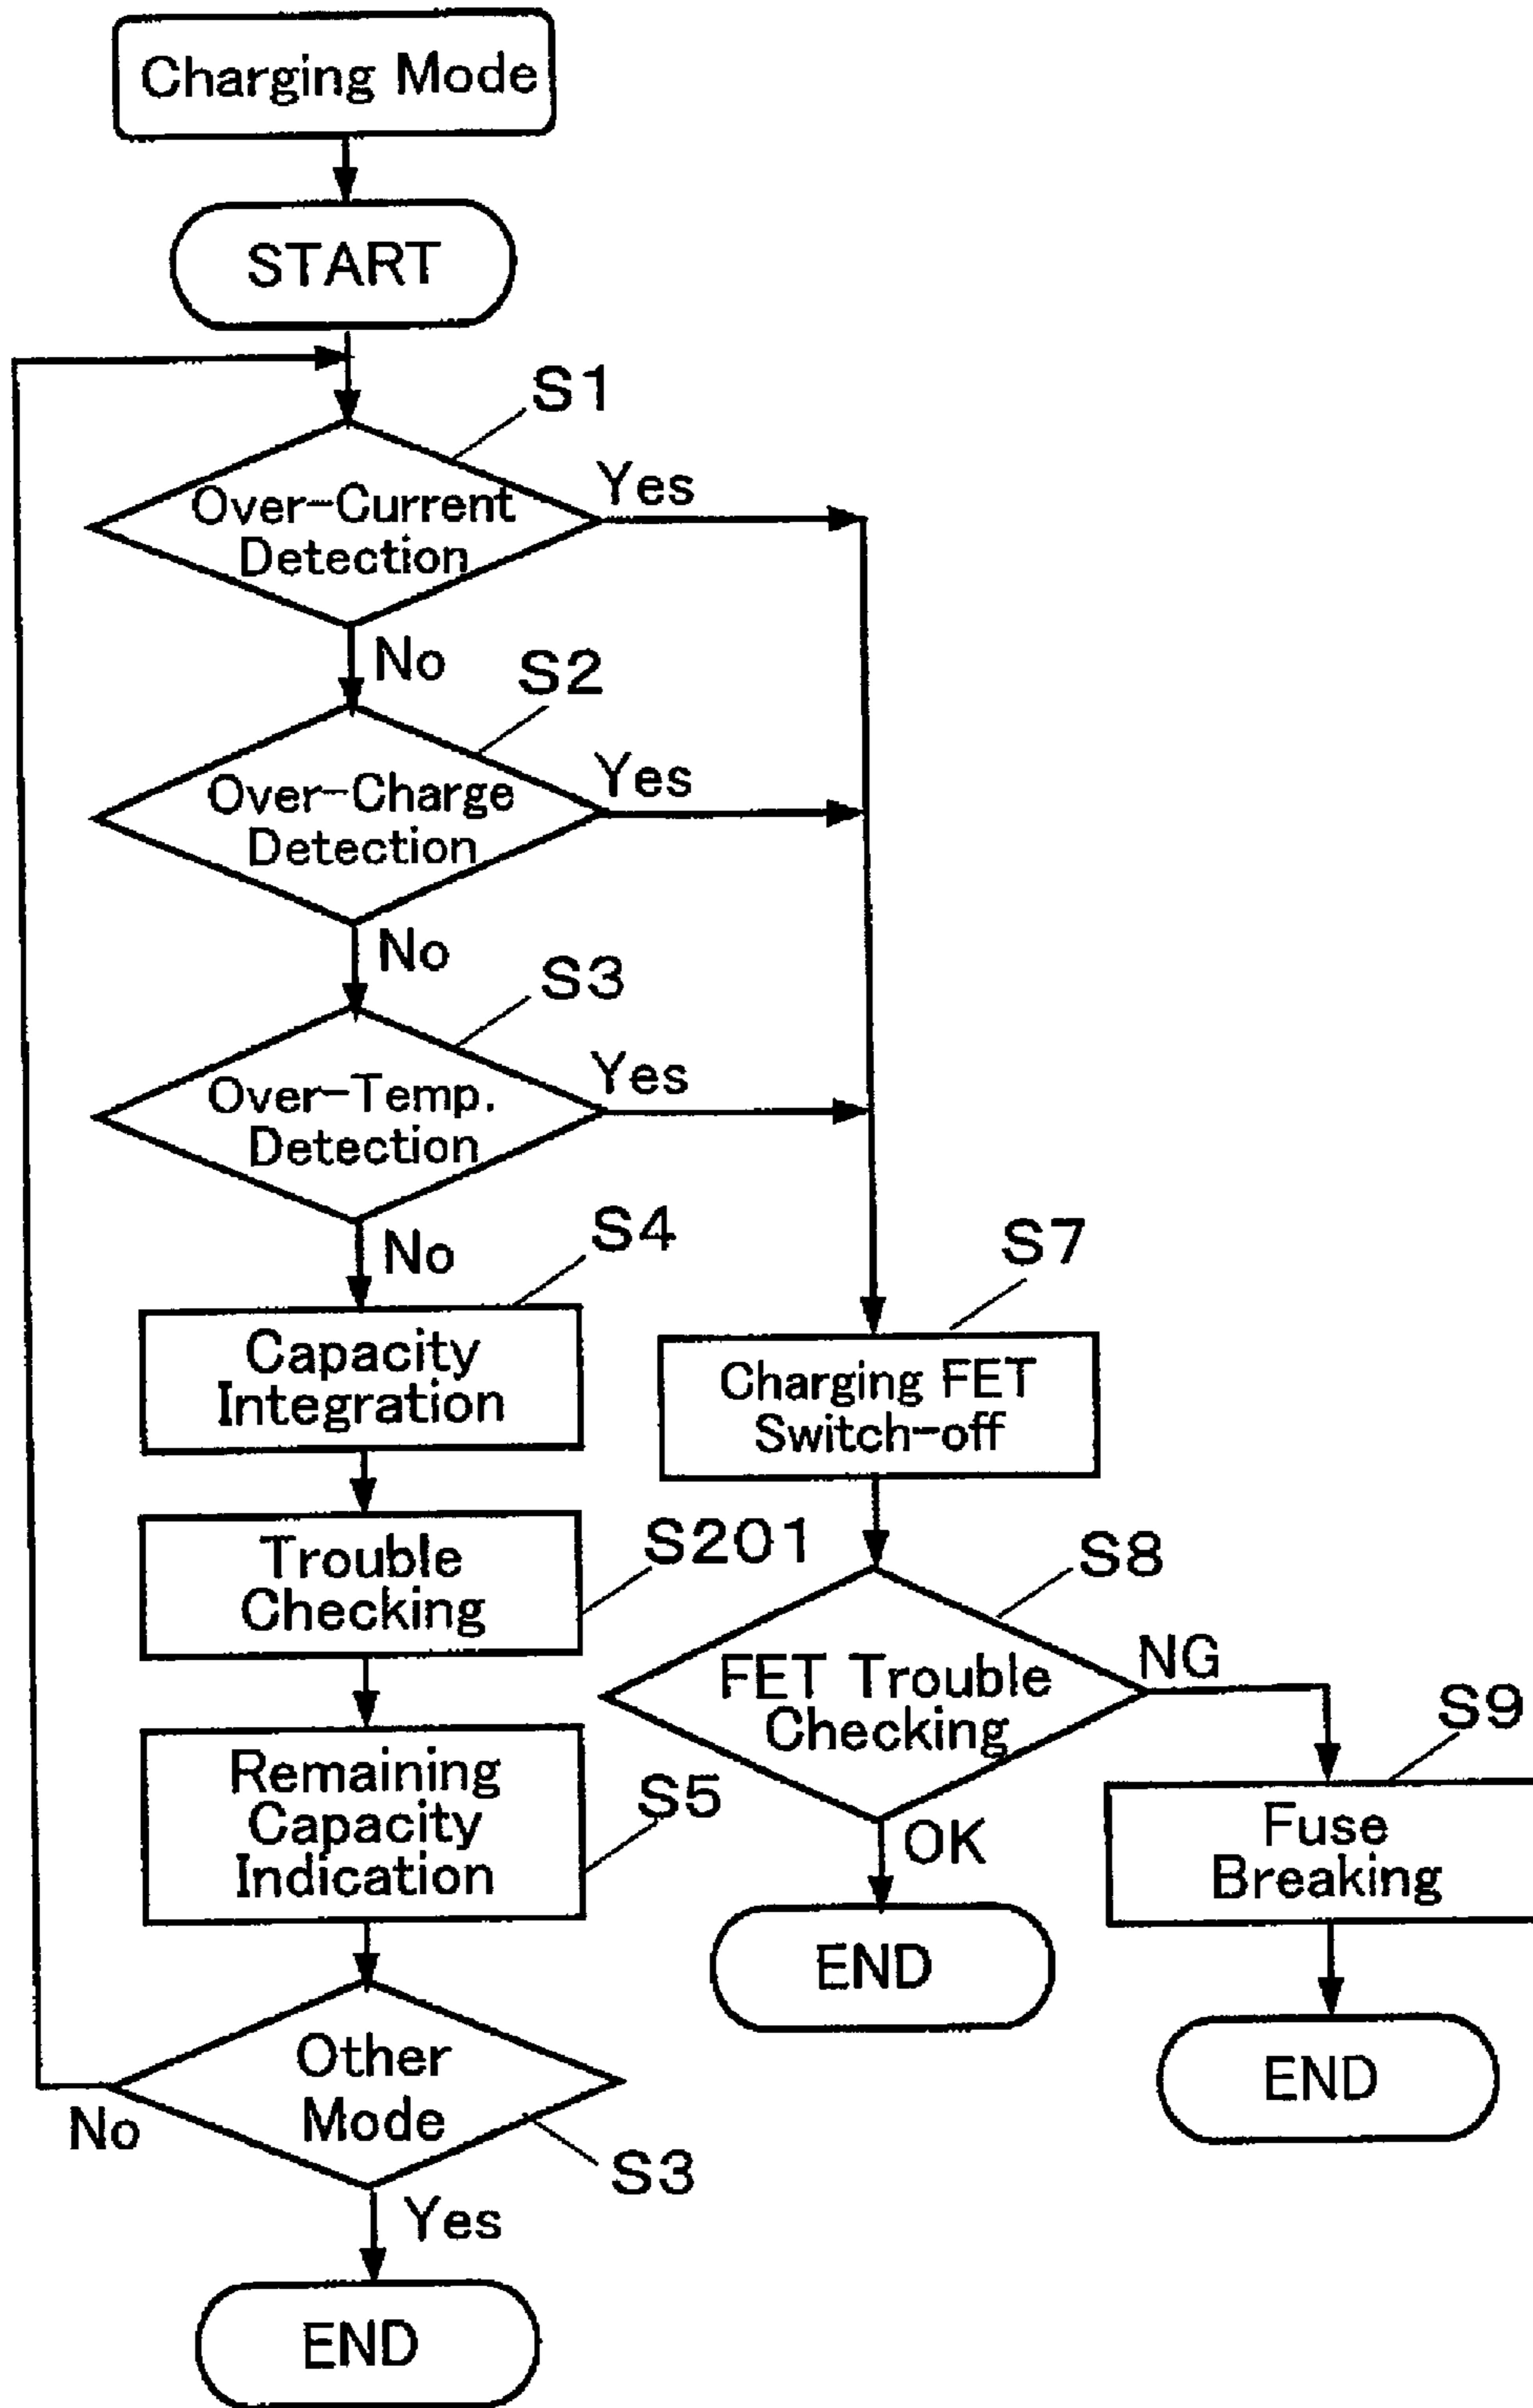 Charging Mode
START
S1
Over-Current
Detection
Yes
No
S2
Over-Charge
Detection
Yes
No
S3
Over-Temp.
Detection
Yes
No
S4
Capacity
Integration
S7
Charging FET
Switch-off
Trouble
Checking
S201
S8
FET Trouble
Checking
NG
OK
S9
Fuse
Breaking
Remaining
Capacity
Indication
S5
END
END
Other
Mode
No
S3
Yes
END